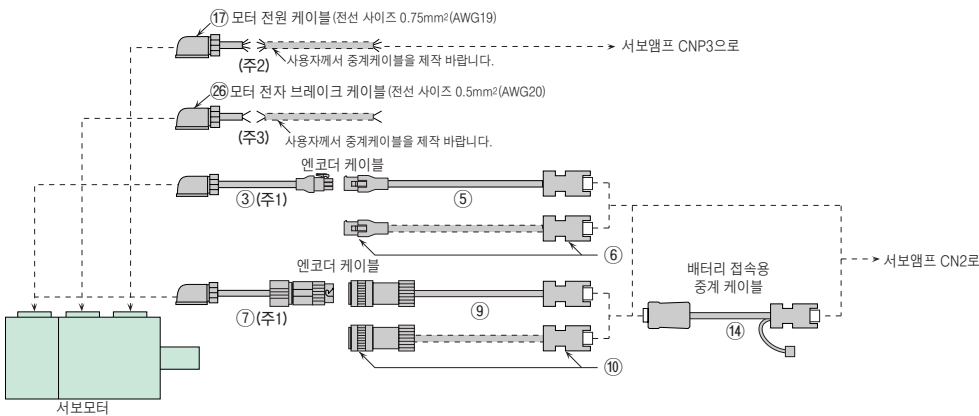 ⑰ 모터 전원 케이블 (전선 사이즈 0.75mm²(AWG19)
(주2)
사용자께서 중계케이블을 제작 바랍니다.
서보앰프 CNP3으로
㉖ 모터 전자 브레이크 케이블 (전선 사이즈 0.5mm²(AWG20)
(주3)
사용자께서 중계케이블을 제작 바랍니다.
엔코더 케이블
③ (주1)
⑤
⑥
엔코더 케이블
⑦ (주1)
⑨
⑩
배터리 접속용
중계 케이블
⑭
서보앰프 CN2로
서보모터